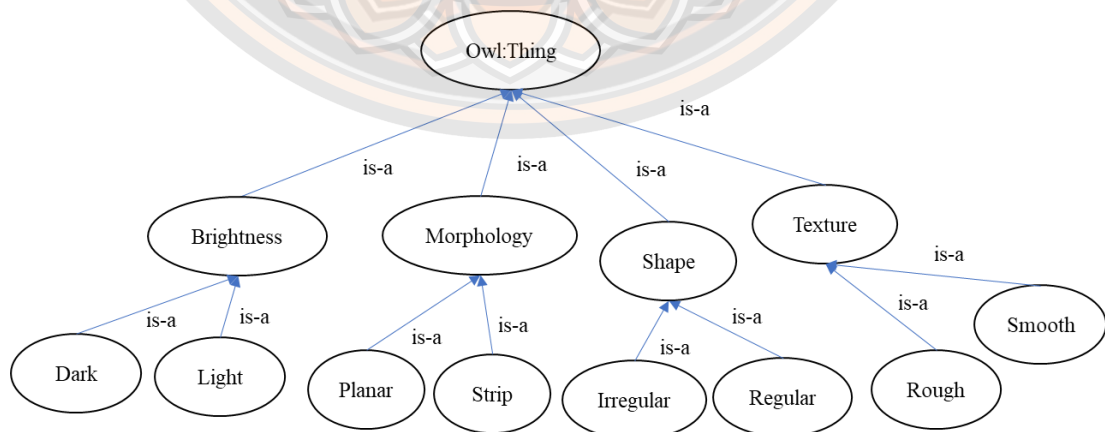 Owl:Thing
is-a
is-a
is-a
is-a
Brightness
Morphology
Shape
Texture
is-a
is-a
is-a
is-a
is-a
is-a
is-a
Dark
Light
Planar
Strip
Irregular
Regular
Rough
Smooth